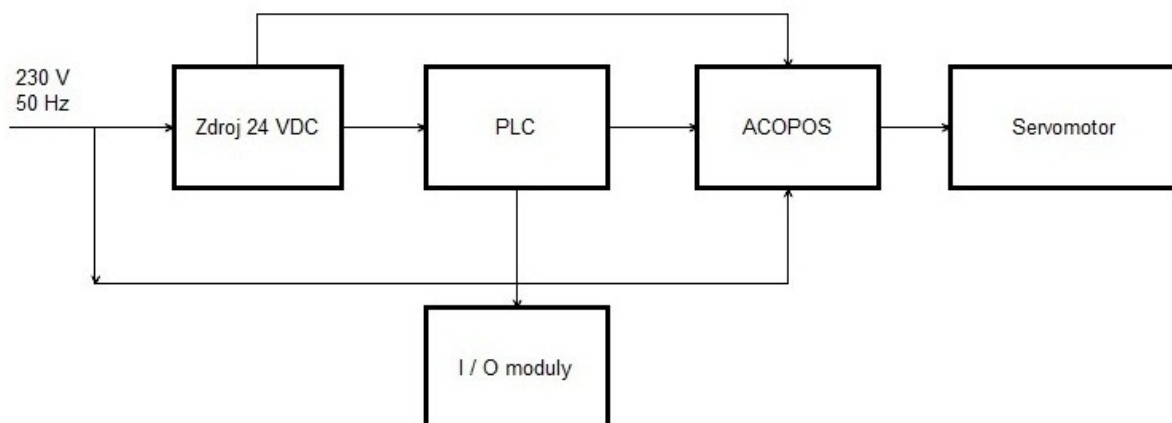 230 V
50 Hz
Zdroj 24 VDC
PLC
ACOPOS
Servomotor
I / O moduly